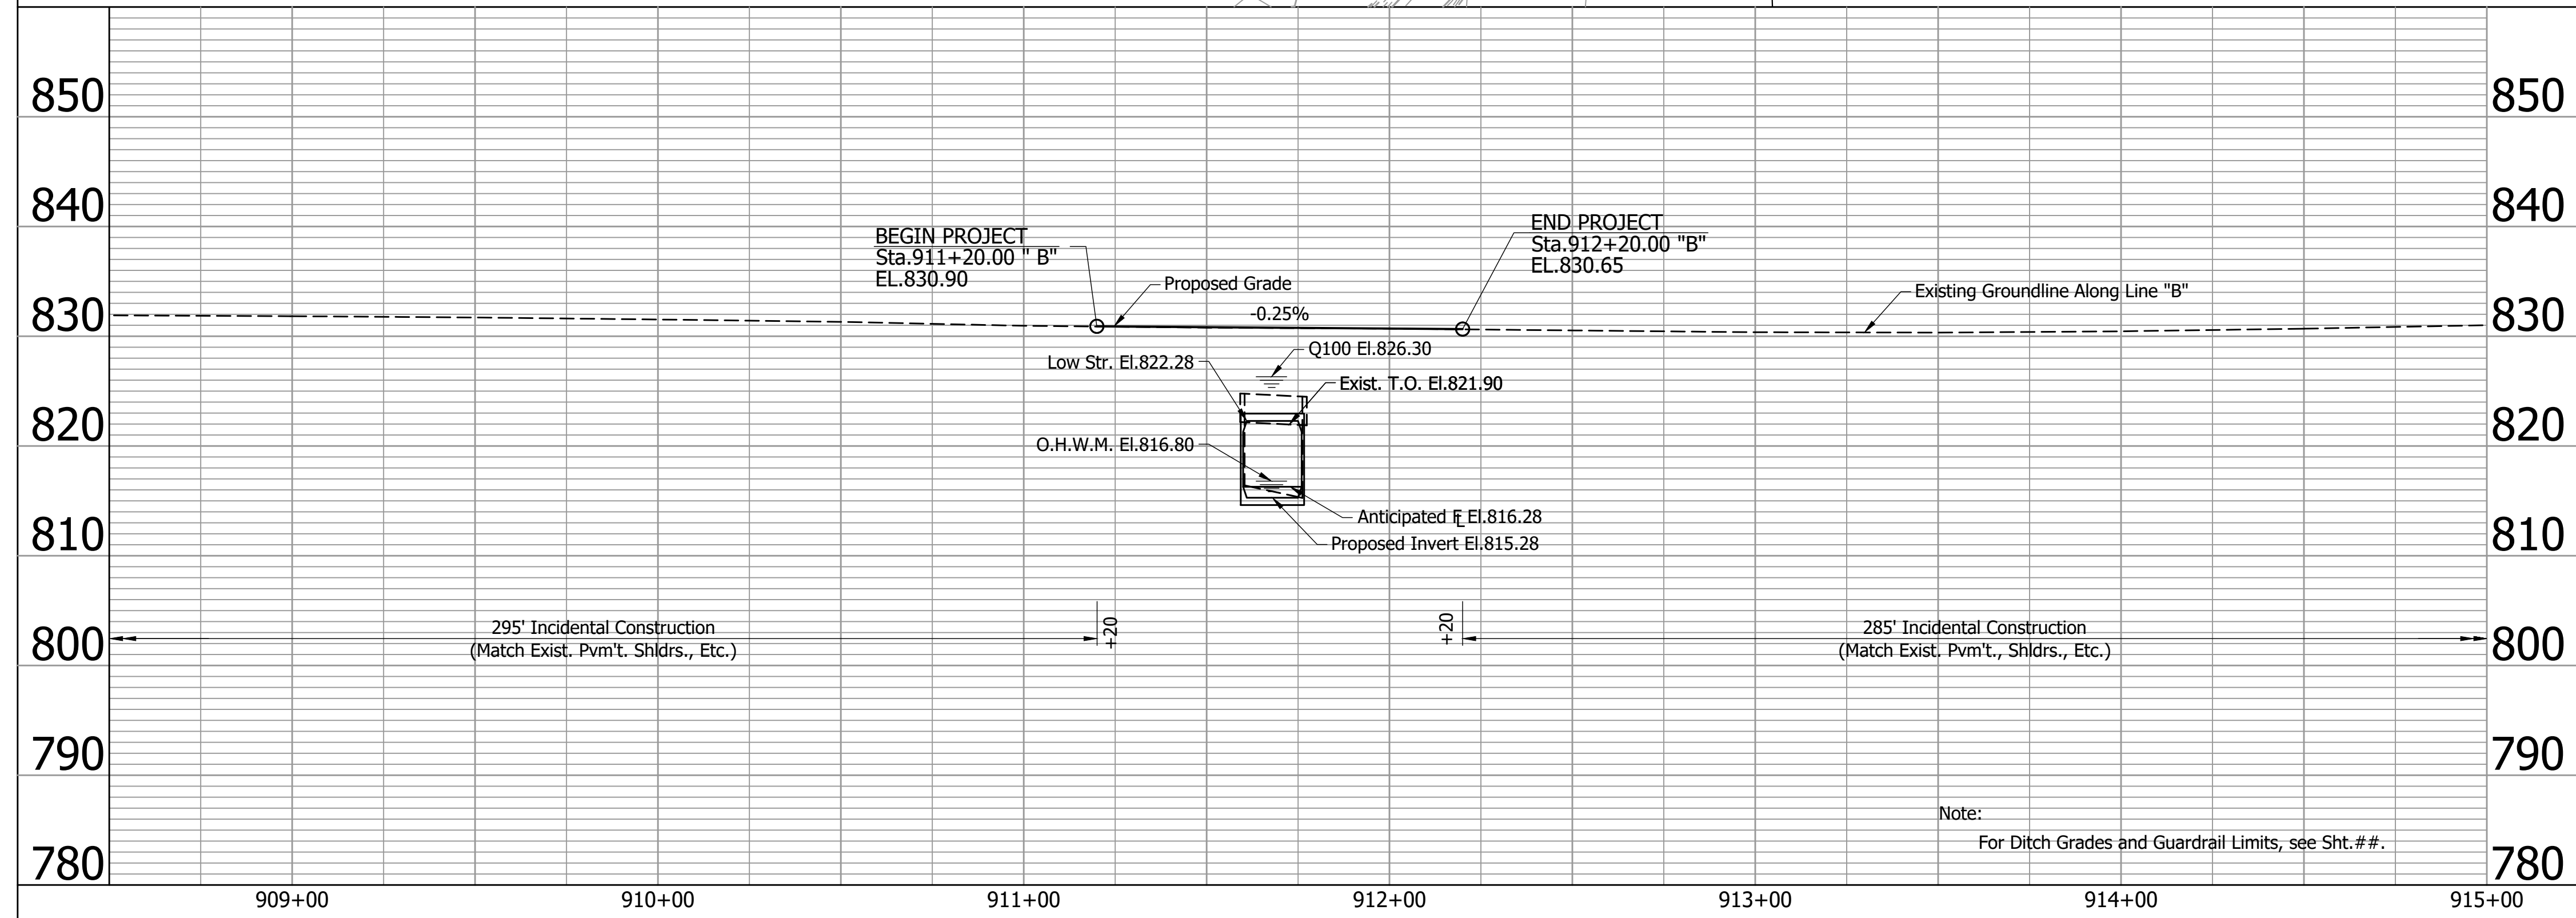 850
850
840
840
830
830
820
820
810
810
800
800
790
790
780
780
BEGIN PROJECT
Sta.911+20.00 " B"
EL.830.90
END PROJECT
Sta.912+20.00 "B"
EL.830.65
Proposed Grade
-0.25%
Existing Groundline Along Line "B"
Q100 El.826.30
Low Str. El.822.28
Exist. T.O. El.821.90
O.H.W.M. El.816.80
Anticipated FL El.816.28
Proposed Invert El.815.28
295' Incidental Construction
(Match Exist. Pvm't. Shldrs., Etc.)
+20
+20
285' Incidental Construction
(Match Exist. Pvm't., Shldrs., Etc.)
Note:
For Ditch Grades and Guardrail Limits, see Sht.##.
909+00
910+00
911+00
912+00
913+00
914+00
915+00